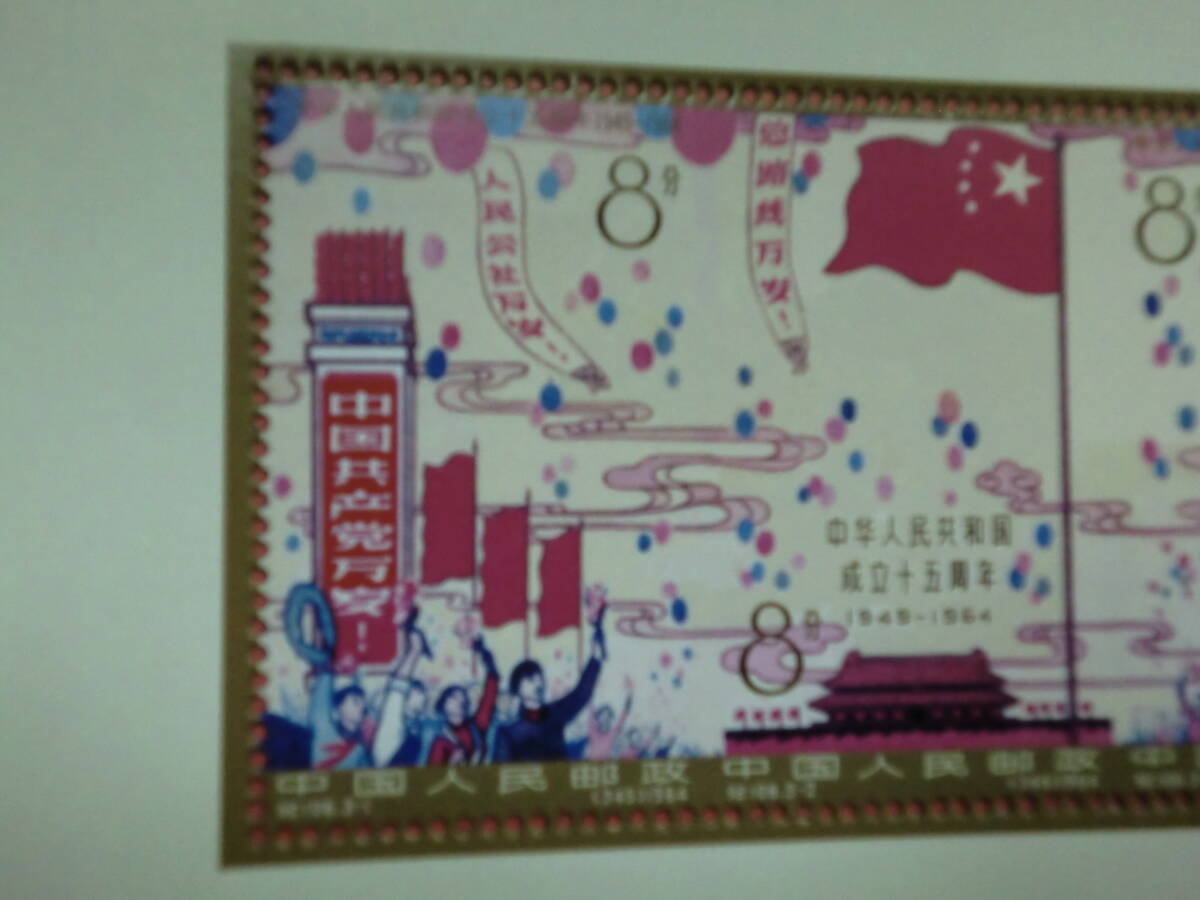 人民公社万岁!
8分
总路线万岁!
8
中国共产党万岁!
中华人民共和国
成立十五周年
1949-1964
8分
中国人民邮政
中国人民邮政
中